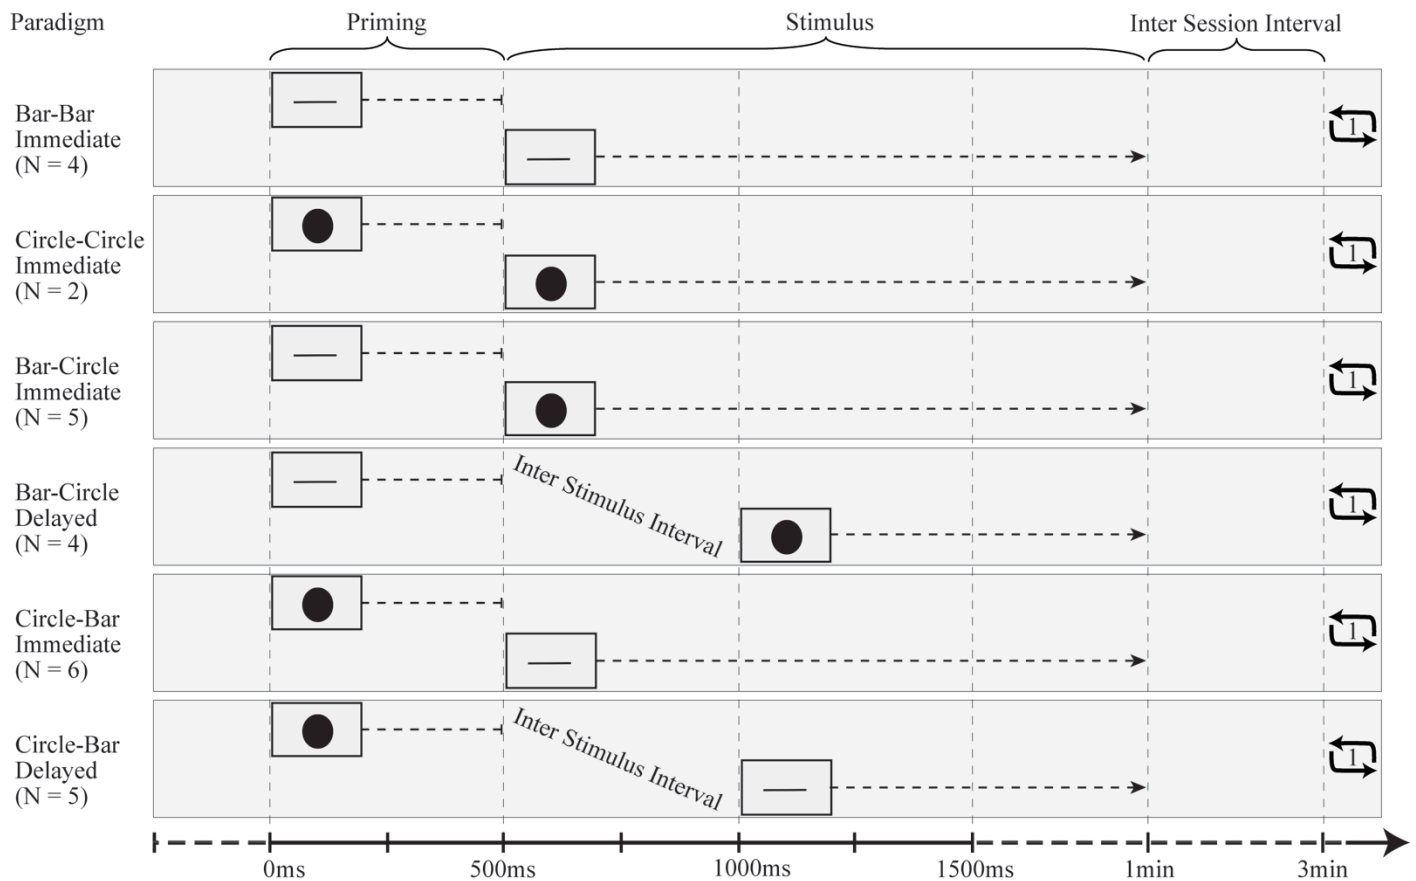 Paradigm
Priming
Stimulus
Inter Session Interval
Bar-Bar
Immediate
(N = 4)
1
Circle-Circle
Immediate
(N = 2)
1
Bar-Circle
Immediate
(N = 5)
1
Bar-Circle
Delayed
(N = 4)
Inter Stimulus Interval
1
Circle-Bar
Immediate
(N = 6)
1
Circle-Bar
Delayed
(N = 5)
Inter Stimulus Interval
1
0ms
500ms
1000ms
1500ms
1min
3min